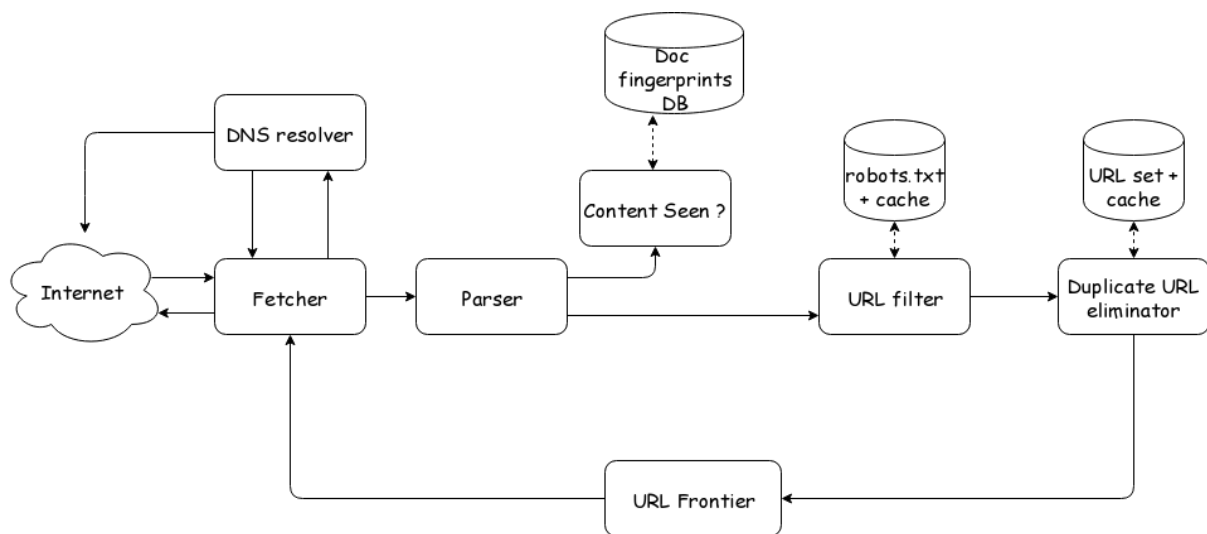 Doc
fingerprints
DB
DNS resolver
Content Seen ?
robots.txt
+ cache
URL set +
cache
Internet
Fetcher
Parser
URL filter
Duplicate URL
eliminator
URL Frontier